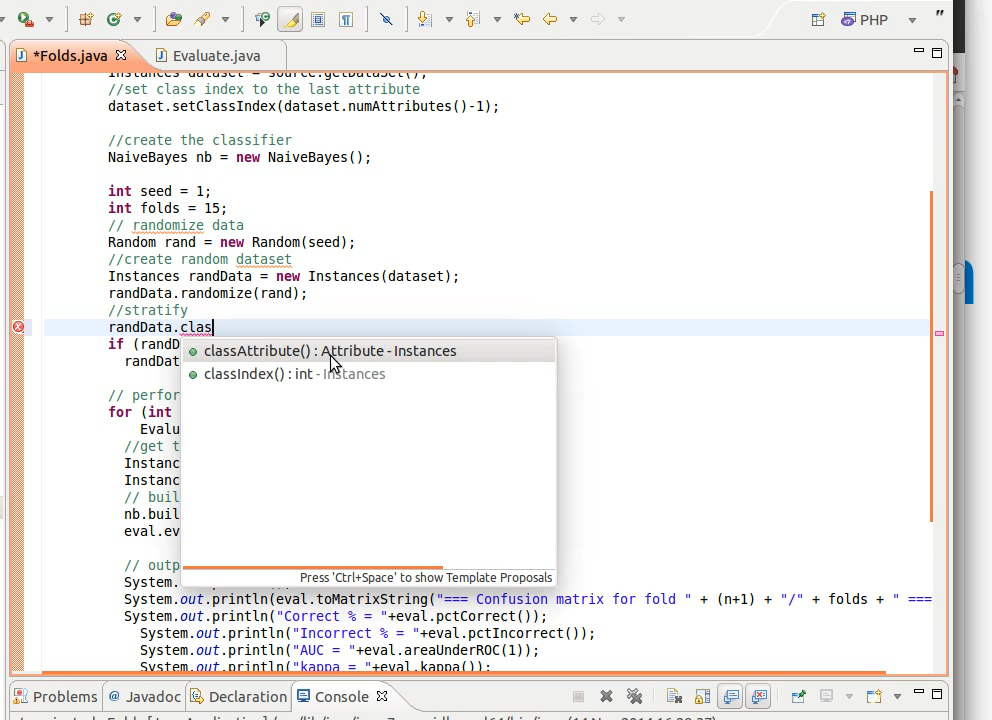 PHP
"
*Folds.java
Evaluate.java
Instances dataset = source.getDataSet();
//set class index to the last attribute
dataset.setClassIndex(dataset.numAttributes()-1);
//create the classifier
NaiveBayes nb = new NaiveBayes();
int seed = 1;
int folds = 15;
// randomize data
Random rand = new Random(seed);
//create random dataset
Instances randData = new Instances(dataset);
randData.randomize(rand);
//stratify
randData.clas
if (randD
classAttribute() : Attribute - Instances
randDat
classIndex() : int - Instances
// perfor
for (int
Evalu
//get t
Instanc
Instanc
// buil
nb.buil
eval.ev
// outp
Press 'Ctrl+Space' to show Template Proposals
System.
System.out.println(eval.toMatrixString("=== Confusion matrix for fold " + (n+1) + "/" + folds + " ===
System.out.println("Correct % = "+eval.pctCorrect());
System.out.println("Incorrect % = "+eval.pctIncorrect());
System.out.println("AUC = "+eval.areaUnderROC(1));
System.out.println("kappa = "+eval.kappa());
Problems
@ Javadoc
Declaration
Console